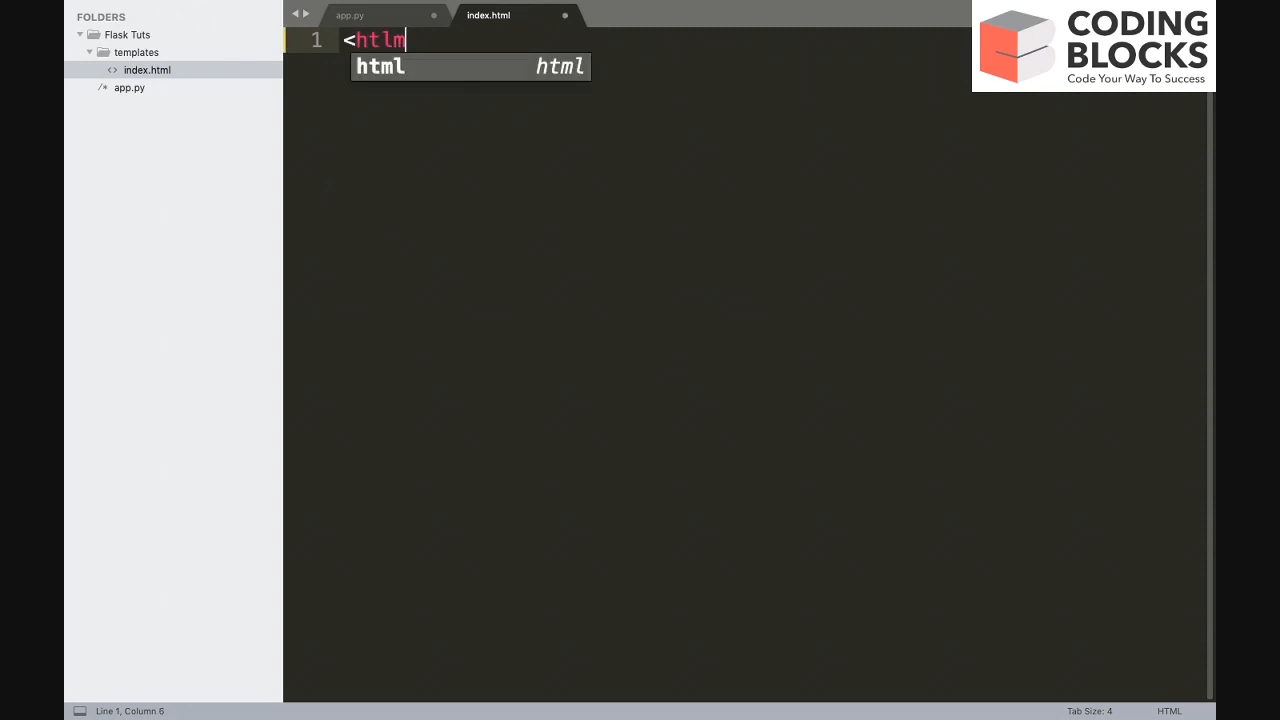 FOLDERS
Flask Tuts
templates
<> index.html
/* app.py
app.py
index.html
1 <htlm
html html
CODING
BLOCKS
Code Your Way To Success
Line 1, Column 6
Tab Size: 4
HTML